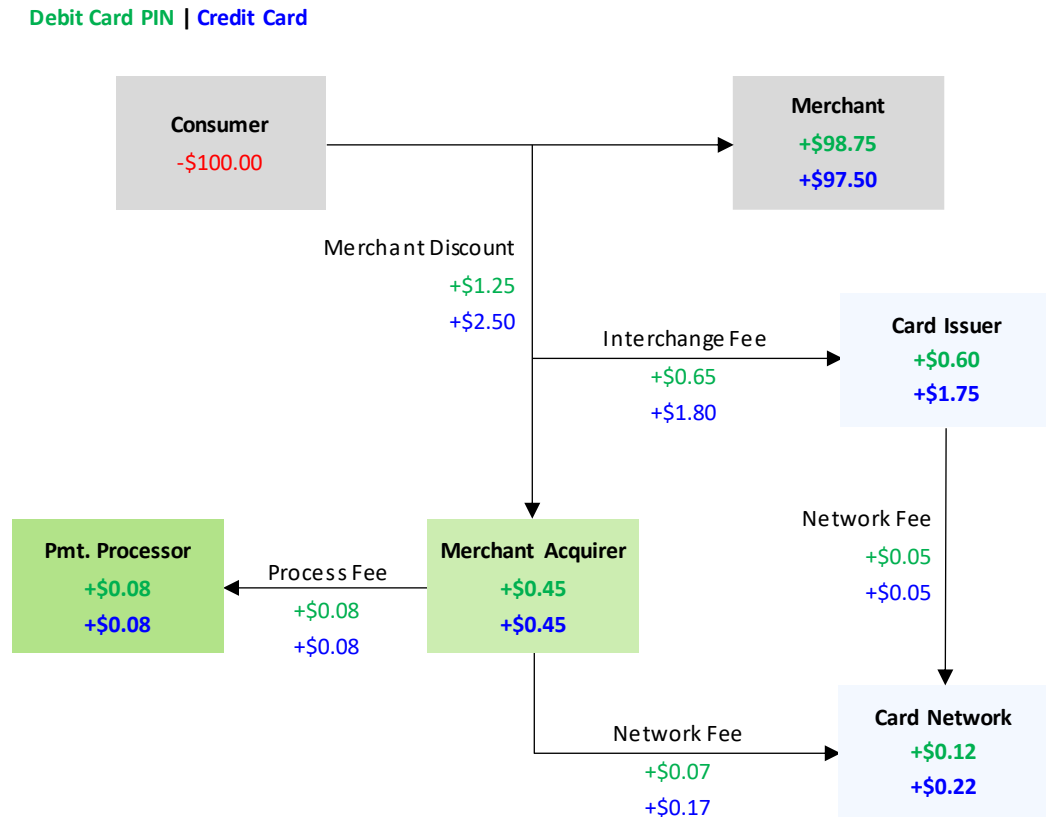 Debit Card PIN | Credit Card
Consumer
-$100.00
Merchant
+$98.75
+$97.50
Merchant Discount
+$1.25
+$2.50
Interchange Fee
+$0.65
+$1.80
Card Issuer
+$0.60
+$1.75
Pmt. Processor
+$0.08
+$0.08
Process Fee
+$0.08
+$0.08
Merchant Acquirer
+$0.45
+$0.45
Network Fee
+$0.05
+$0.05
Network Fee
+$0.07
+$0.17
Card Network
+$0.12
+$0.22